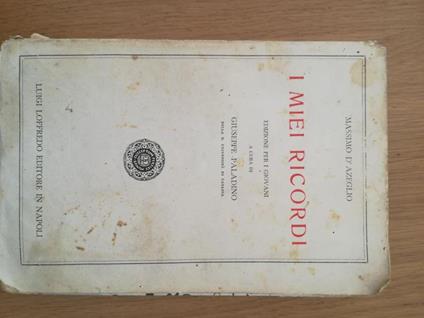 MASSIMO D'AZEGLIO
I MIEI RICORDI
EDIZIONE PER I GIOVANI
A CURA DI
GIUSEPPE PALADINO
DELLA R. UNIVERSITÀ DI CATANIA
LUIGI LOFFREDO EDITORE IN NAPOLI